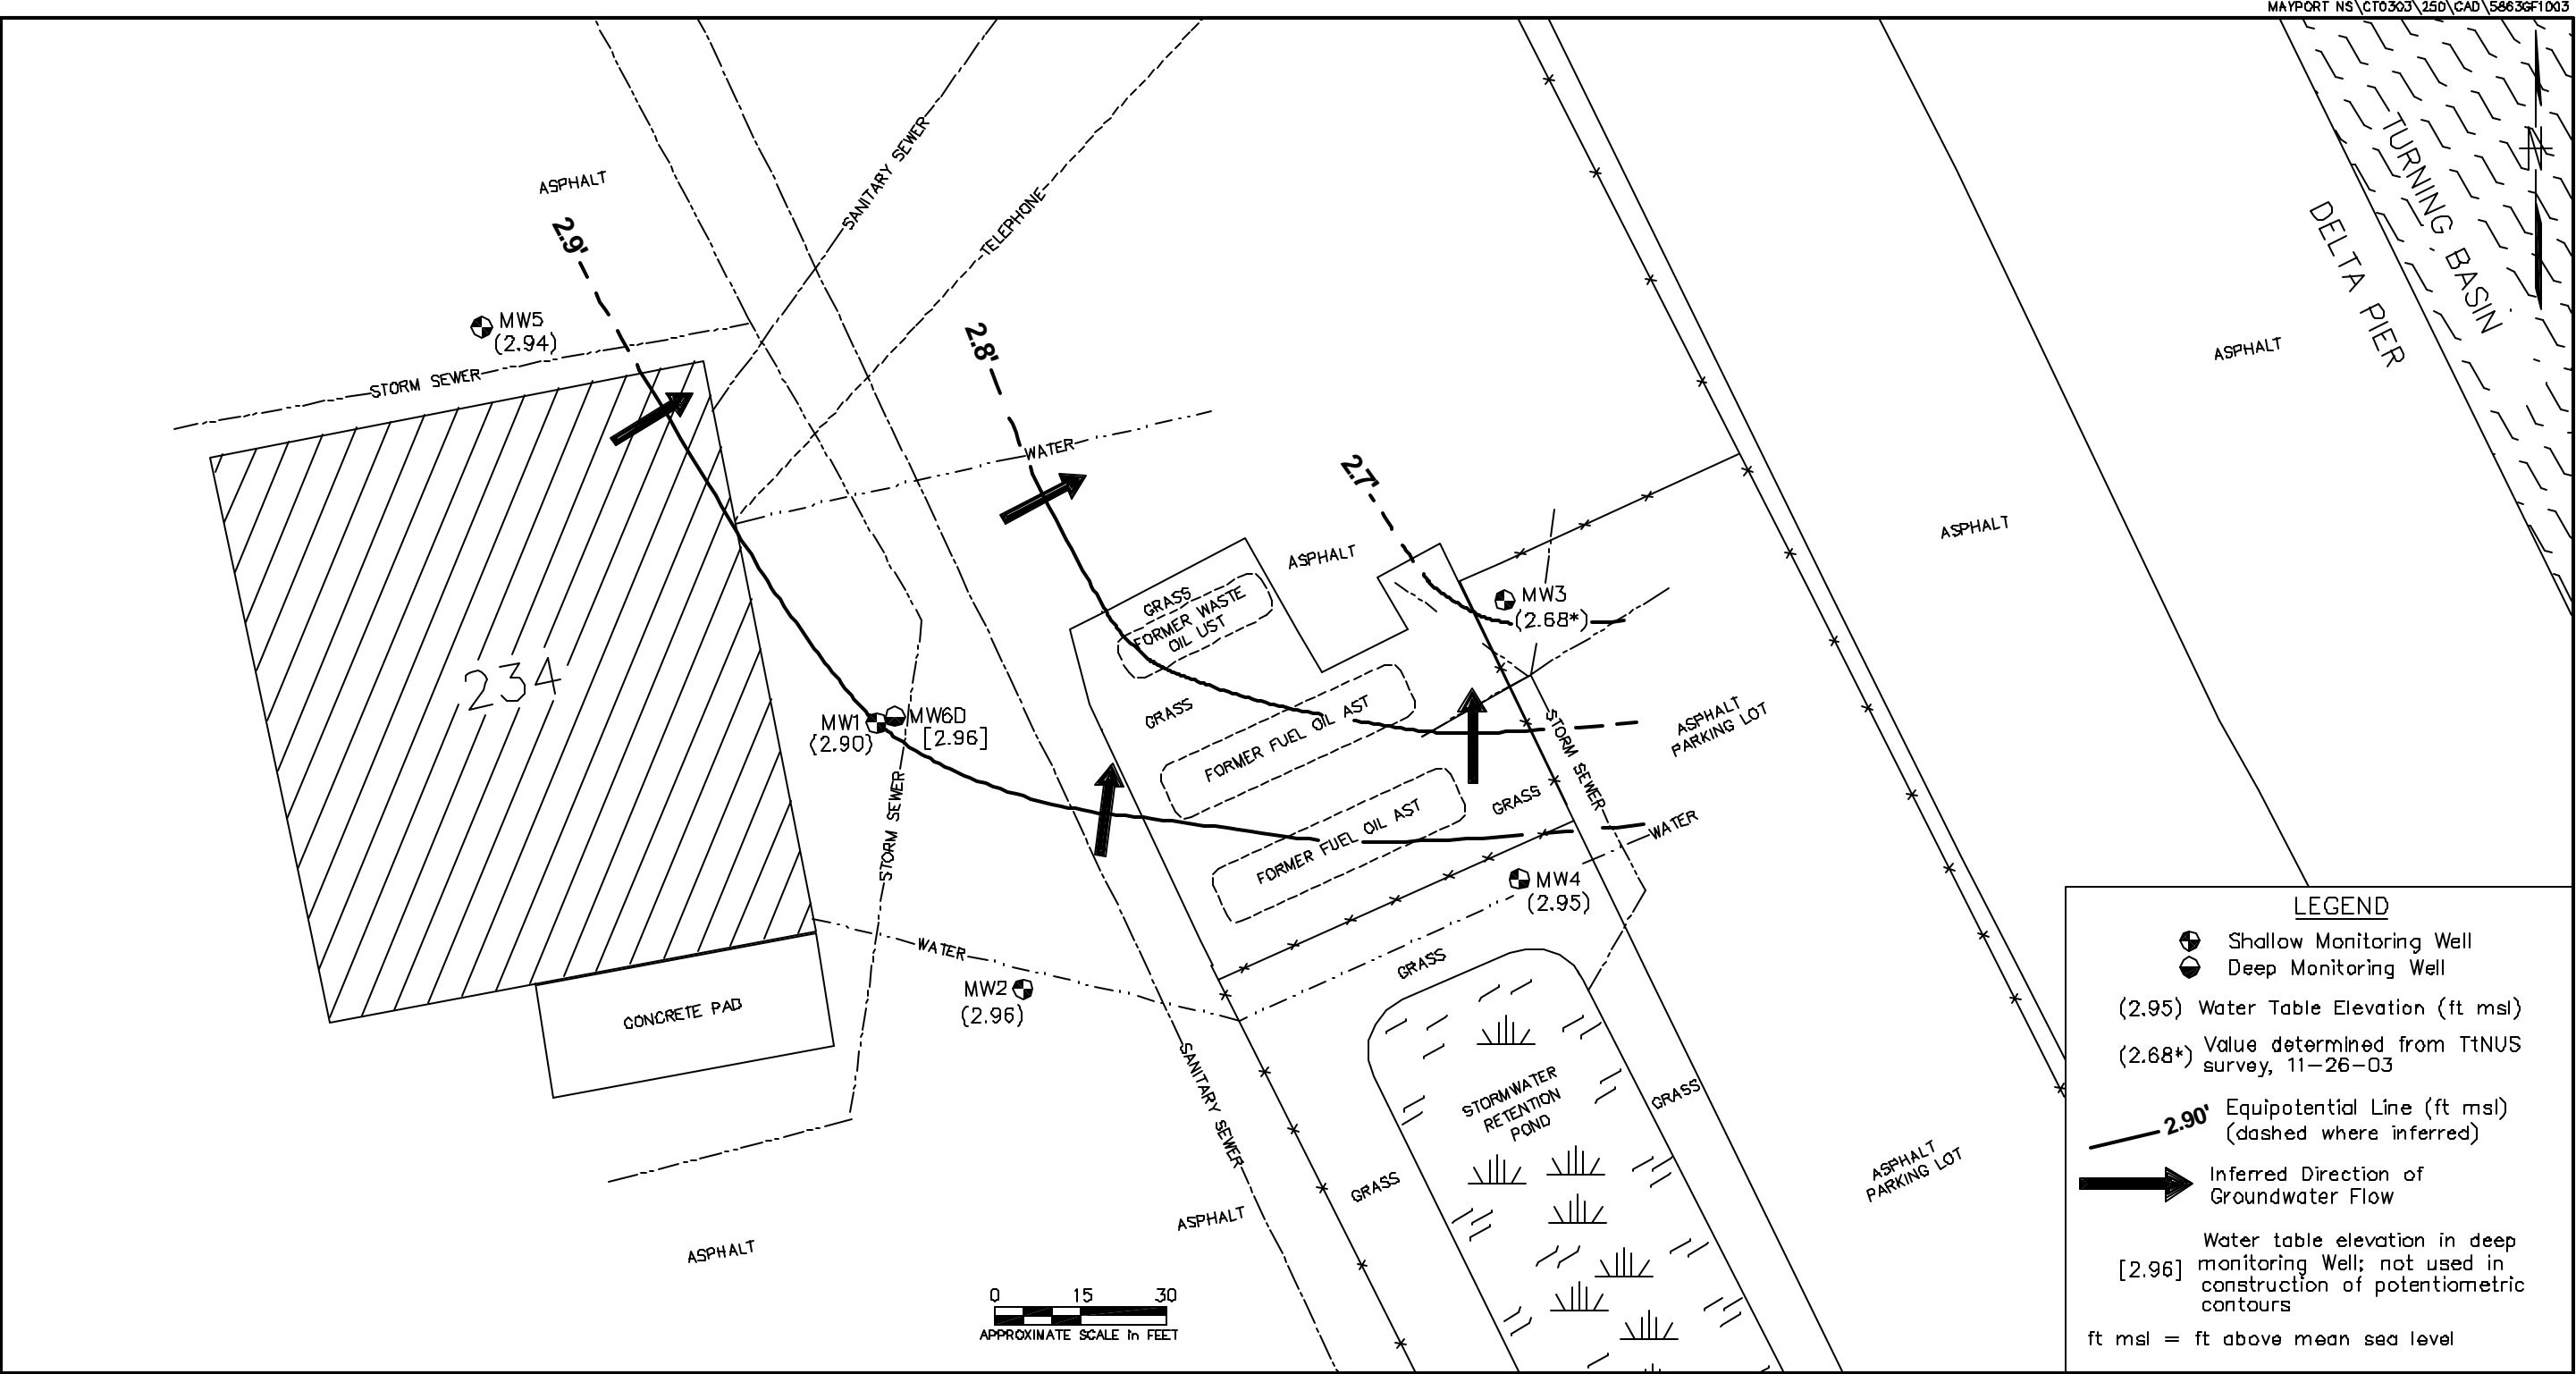 MAYPORT NS\CTO303\250\CAD\5863GF1003
ASPHALT
2.9'
SANITARY SEWER
TELEPHONE
TURNING BASIN
N
DELTA PIER
MW5
(2.94)
STORM SEWER
2.8'
WATER
2.7'
ASPHALT
ASPHALT
ASPHALT
GRASS
FORMER WASTE
OIL UST
MW3
(2.68*)
234
MW1
(2.90)
MW6D
[2.96]
GRASS
FORMER FUEL OIL AST
STORM SEWER
ASPHALT
PARKING LOT
STORM SEWER
GRASS
WATER
FORMER FUEL OIL AST
MW4
(2.95)
WATER
GRASS
MW2
(2.96)
CONCRETE PAD
SANITARY SEWER
STORMWATER
RETENTION
POND
GRASS
GRASS
ASPHALT
PARKING LOT
ASPHALT
ASPHALT
0 15 30
APPROXIMATE SCALE in FEET
LEGEND
Shallow Monitoring Well
Deep Monitoring Well
(2.95) Water Table Elevation (ft msl)
(2.68*) Value determined from TtNUS
survey, 11-26-03
2.90' Equipotential Line (ft msl)
(dashed where inferred)
Inferred Direction of
Groundwater Flow
Water table elevation in deep
[2.96] monitoring Well; not used in
construction of potentiometric
contours
ft msl = ft above mean sea level